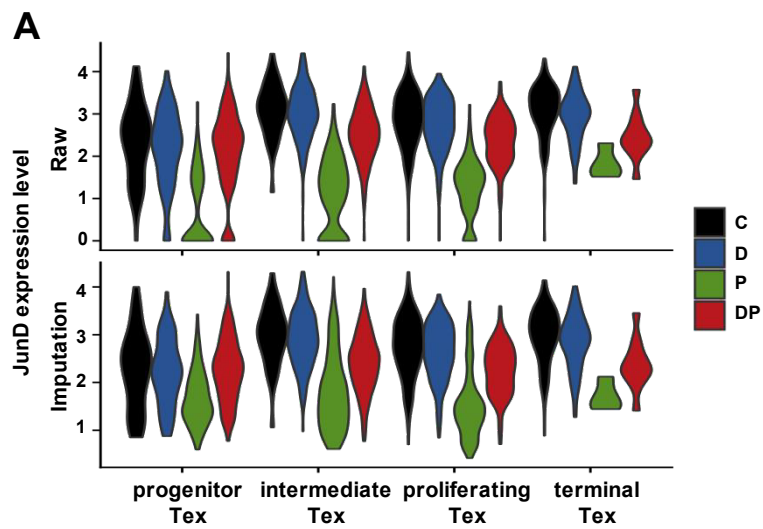 A
JunD expression level
Raw
4
3
2
1
0
Imputation
4
3
2
1
progenitor Tex
intermediate Tex
proliferating Tex
terminal Tex
C
D
P
DP